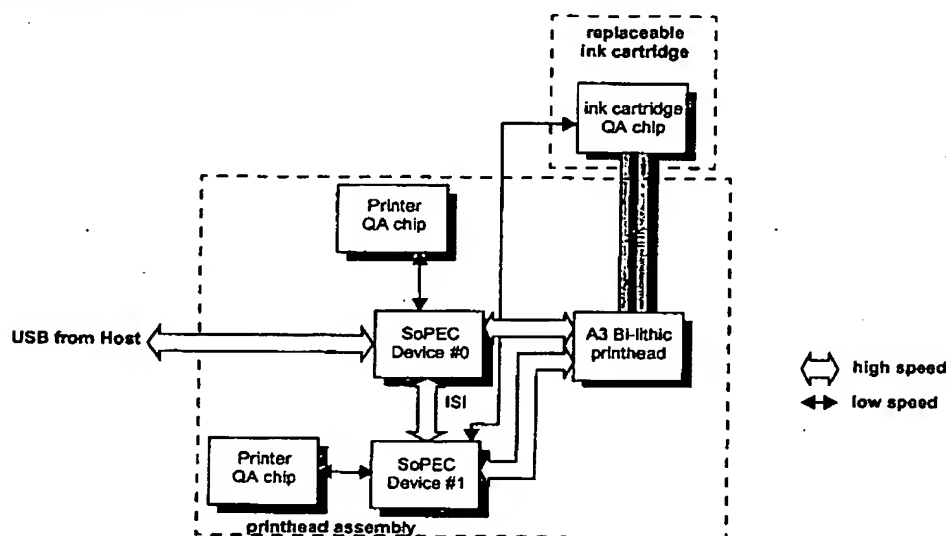 replaceable
ink cartridge
ink cartridge
QA chip
Printer
QA chip
USB from Host
SoPEC
Device #0
A3 Bi-lithic
printhead
high speed
low speed
ISI
Printer
QA chip
SoPEC
Device #1
printhead assembly